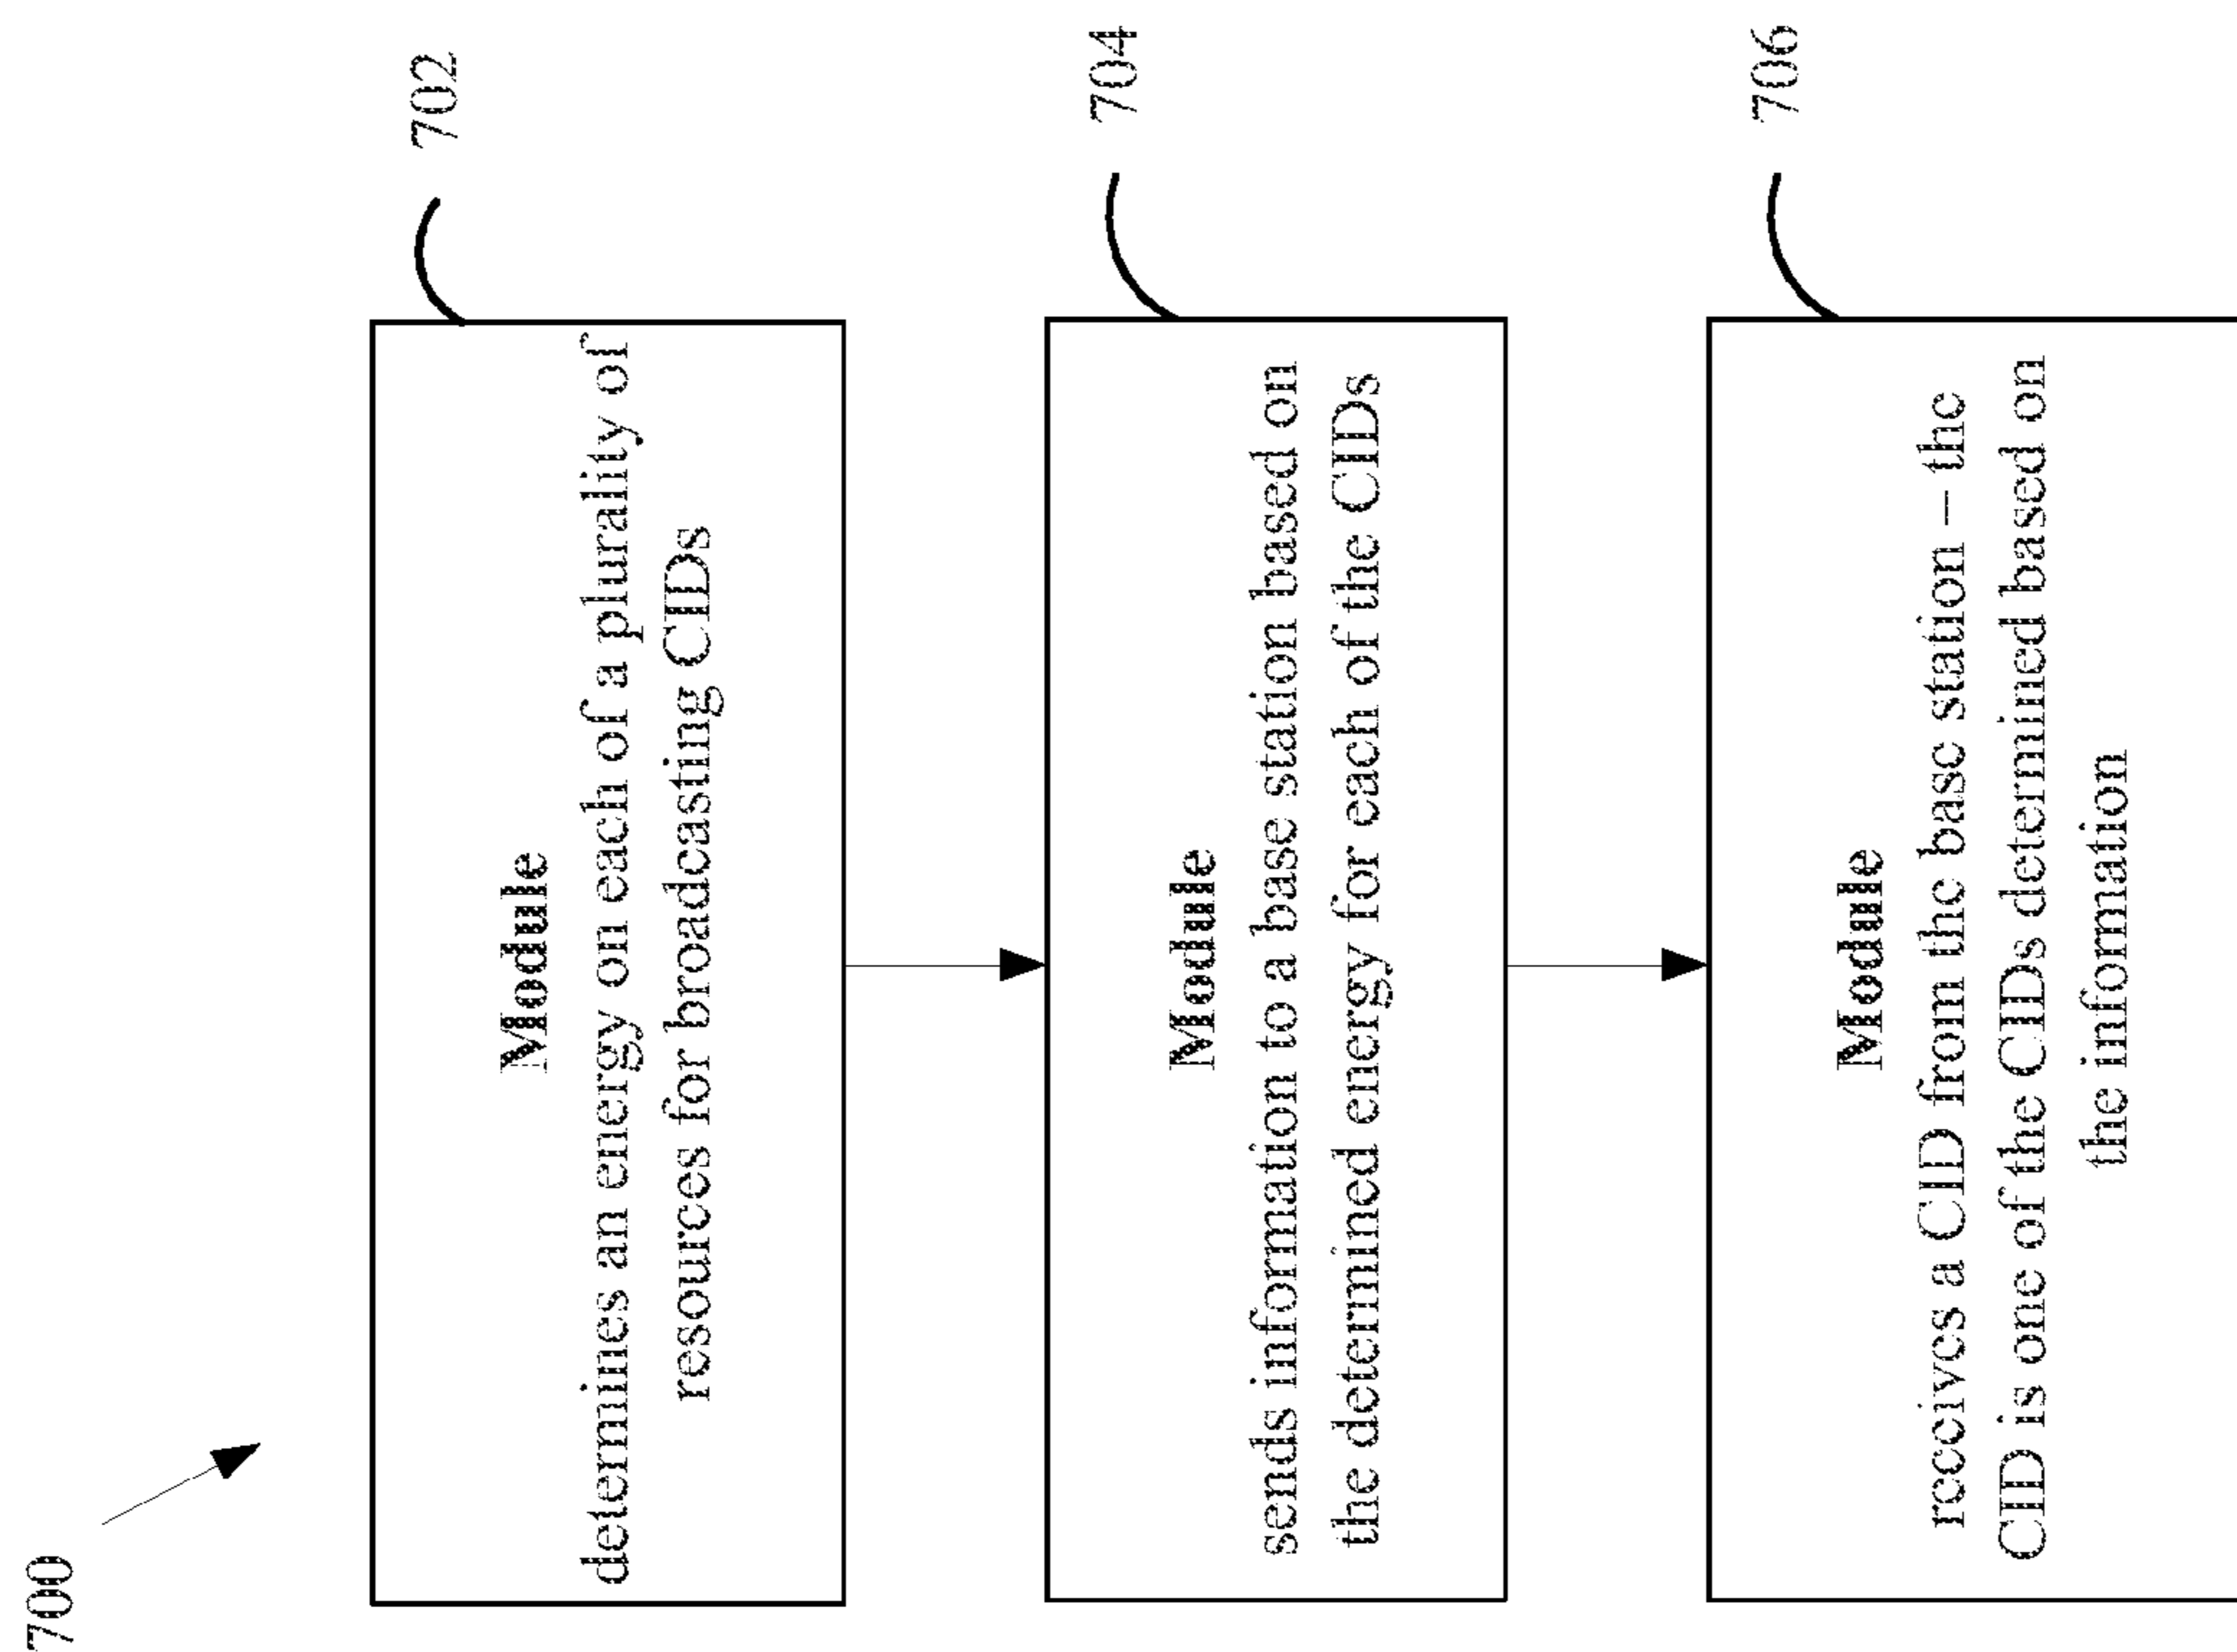 700
702
Module
determines an energy on each of a plurality of
resources for broadcasting CIDs
704
Module
sends information to a base station based on
the determined energy for each of the CIDs
706
Module
receives a CID from the base station – the
CID is one of the CIDs determined based on
the information